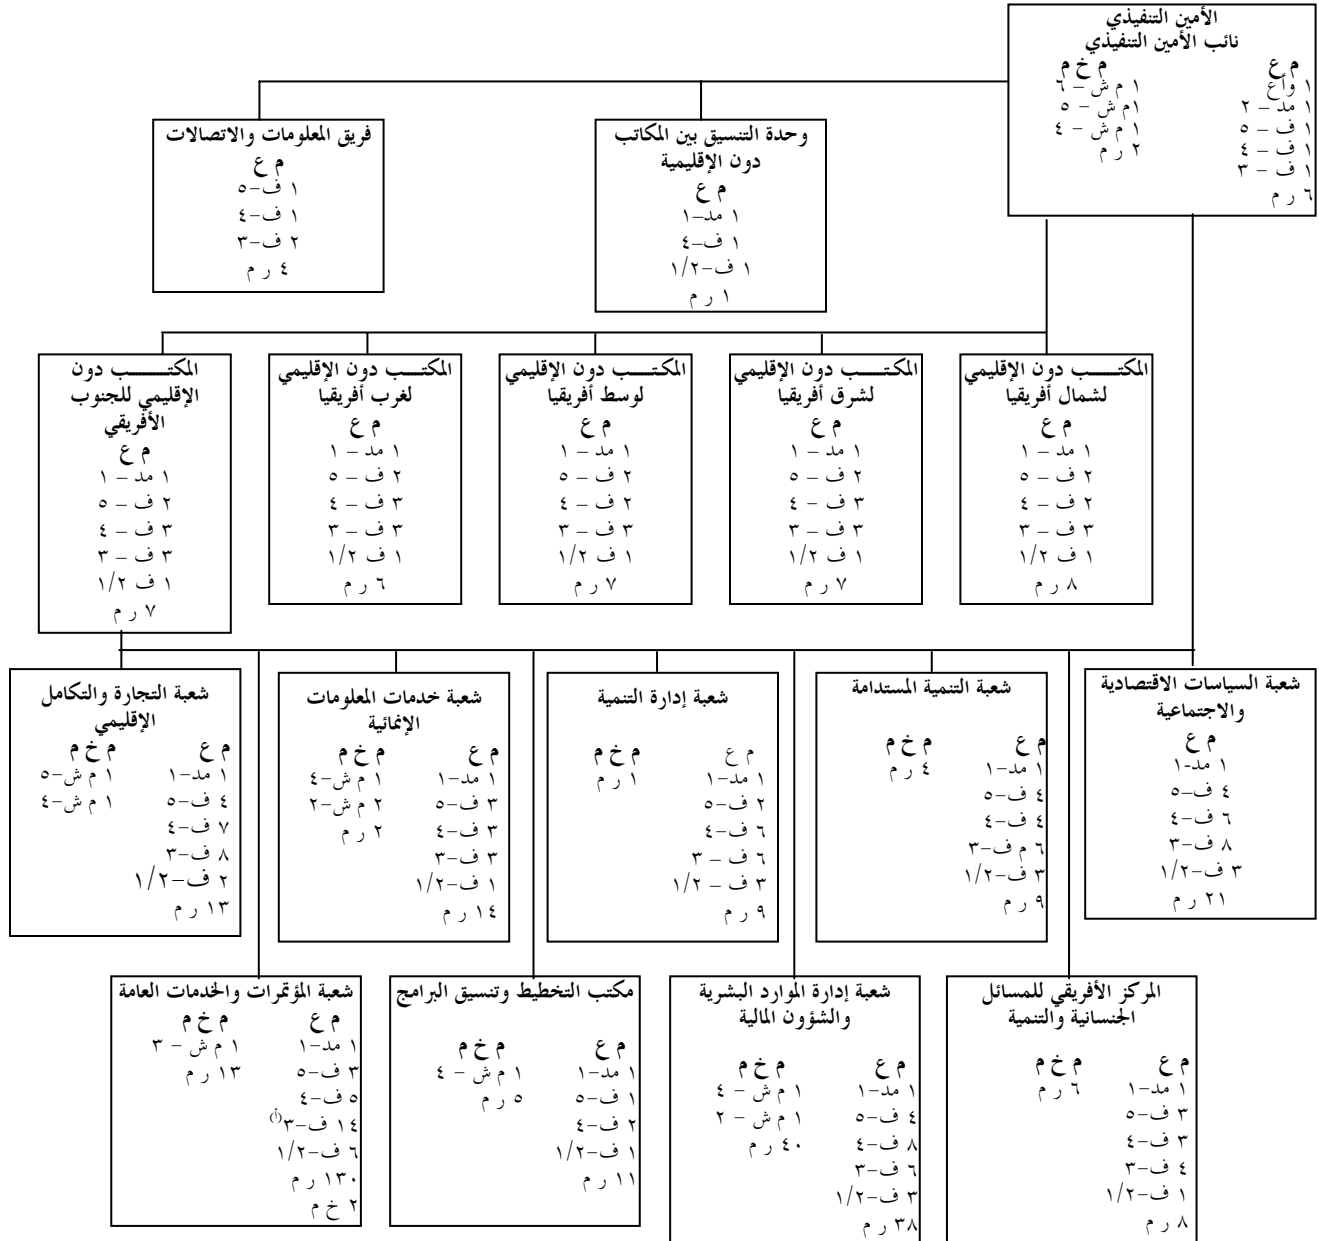 الأمين التنفيذي
نائب الأمين التنفيذي
م ع م خ م
١ وأع ١ م ش – ٦
١ مد – ٢ ١م ش – ٥
١ ف – ٥ ١ م ش – ٤
١ ف – ٤ ٢ ر م
١ ف – ٣
٦ ر م
وحدة التنسيق بين المكاتب
دون الإقليمية
م ع
١ مد–١
١ ف–٤
١ ف–١/٢
١ ر م
فريق المعلومات والاتصالات
م ع
١ ف–٥
١ ف–٤
٢ ف–٣
٤ ر م
المكتب دون الإقليمي
لشمال أفريقيا
م ع
١ مد – ١
٢ ف – ٥
٢ ف – ٤
٣ ف – ٣
١ ف ١/٢
٨ ر م
المكتب دون الإقليمي
لشرق أفريقيا
م ع
١ مد – ١
٢ ف – ٥
٣ ف – ٤
٣ ف – ٣
١ ف ١/٢
٧ ر م
المكتب دون الإقليمي
لوسط أفريقيا
م ع
١ مد – ١
٢ ف – ٥
٢ ف – ٤
٣ ف – ٣
١ ف ١/٢
٧ ر م
المكتب دون الإقليمي
لغرب أفريقيا
م ع
١ مد – ١
٢ ف – ٥
٣ ف – ٤
٣ ف – ٣
١ ف ١/٢
٦ ر م
المكتب دون
الإقليمي للجنوب
الأفريقي
م ع
١ مد – ١
٢ ف – ٥
٣ ف – ٤
٣ ف – ٣
١ ف ١/٢
٧ ر م
شعبة السياسات الاقتصادية
والاجتماعية
م ع
١ مد–١
٤ ف–٥
٦ ف–٤
٨ ف–٣
٣ ف–١/٢
٢١ ر م
شعبة التنمية المستدامة
م ع م خ م
١ مد–١ ٤ ر م
٤ ف–٥
٤ ف–٤
٦ م ف–٣
٣ ف–١/٢
٩ ر م
شعبة إدارة التنمية
م ع م خ م
١ مد–١ ١ ر م
٢ ف–٥
٦ ف–٤
٦ ف – ٣
٣ ف – ١/٢
٩ ر م
شعبة خدمات المعلومات
الإنمائية
م ع م خ م
١ مد–١ ١ م ش–٤
٣ ف–٥ ٢ م ش–٢
٣ ف–٤ ٢ ر م
٣ ف–٣
١ ف–١/٢
١٤ ر م
شعبة التجارة والتكامل
الإقليمي
م ع م خ م
١ مد–١ ١ م ش–٥
٤ ف–٥ ١ م ش–٤
٧ ف–٤
٨ ف–٣
٢ ف–١/٢
١٣ ر م
المركز الأفريقي للمسائل
الجنسانية والتنمية
م ع م خ م
١ مد–١ ٦ ر م
٣ ف–٥
٣ ف–٤
٤ ف–٣
١ ف–١/٢
٨ ر م
شعبة إدارة الموارد البشرية
والشؤون المالية
م ع م خ م
١ مد–١ ١ م ش – ٤
٤ ف–٥ ١ م ش – ٢
٨ ف–٤ ٤٠ ر م
٦ ف–٣
٣ ف–١/٢
٣٨ ر م
مكتب التخطيط وتنسيق البرامج
م ع م خ م
١ مد–١ ١ م ش – ٤
١ ف–٥ ٥ ر م
٢ ف–٤
١ ف–١/٢
١١ ر م
شعبة المؤتمرات والخدمات العامة
م ع م خ م
١ مد–١ ١ م ش – ٣
٣ ف–٥ ١٣ ر م
٥ ف–٤
١٤ ف–٣(أ)
٦ ف–١/٢
١٣٠ ر م
٢ خ م